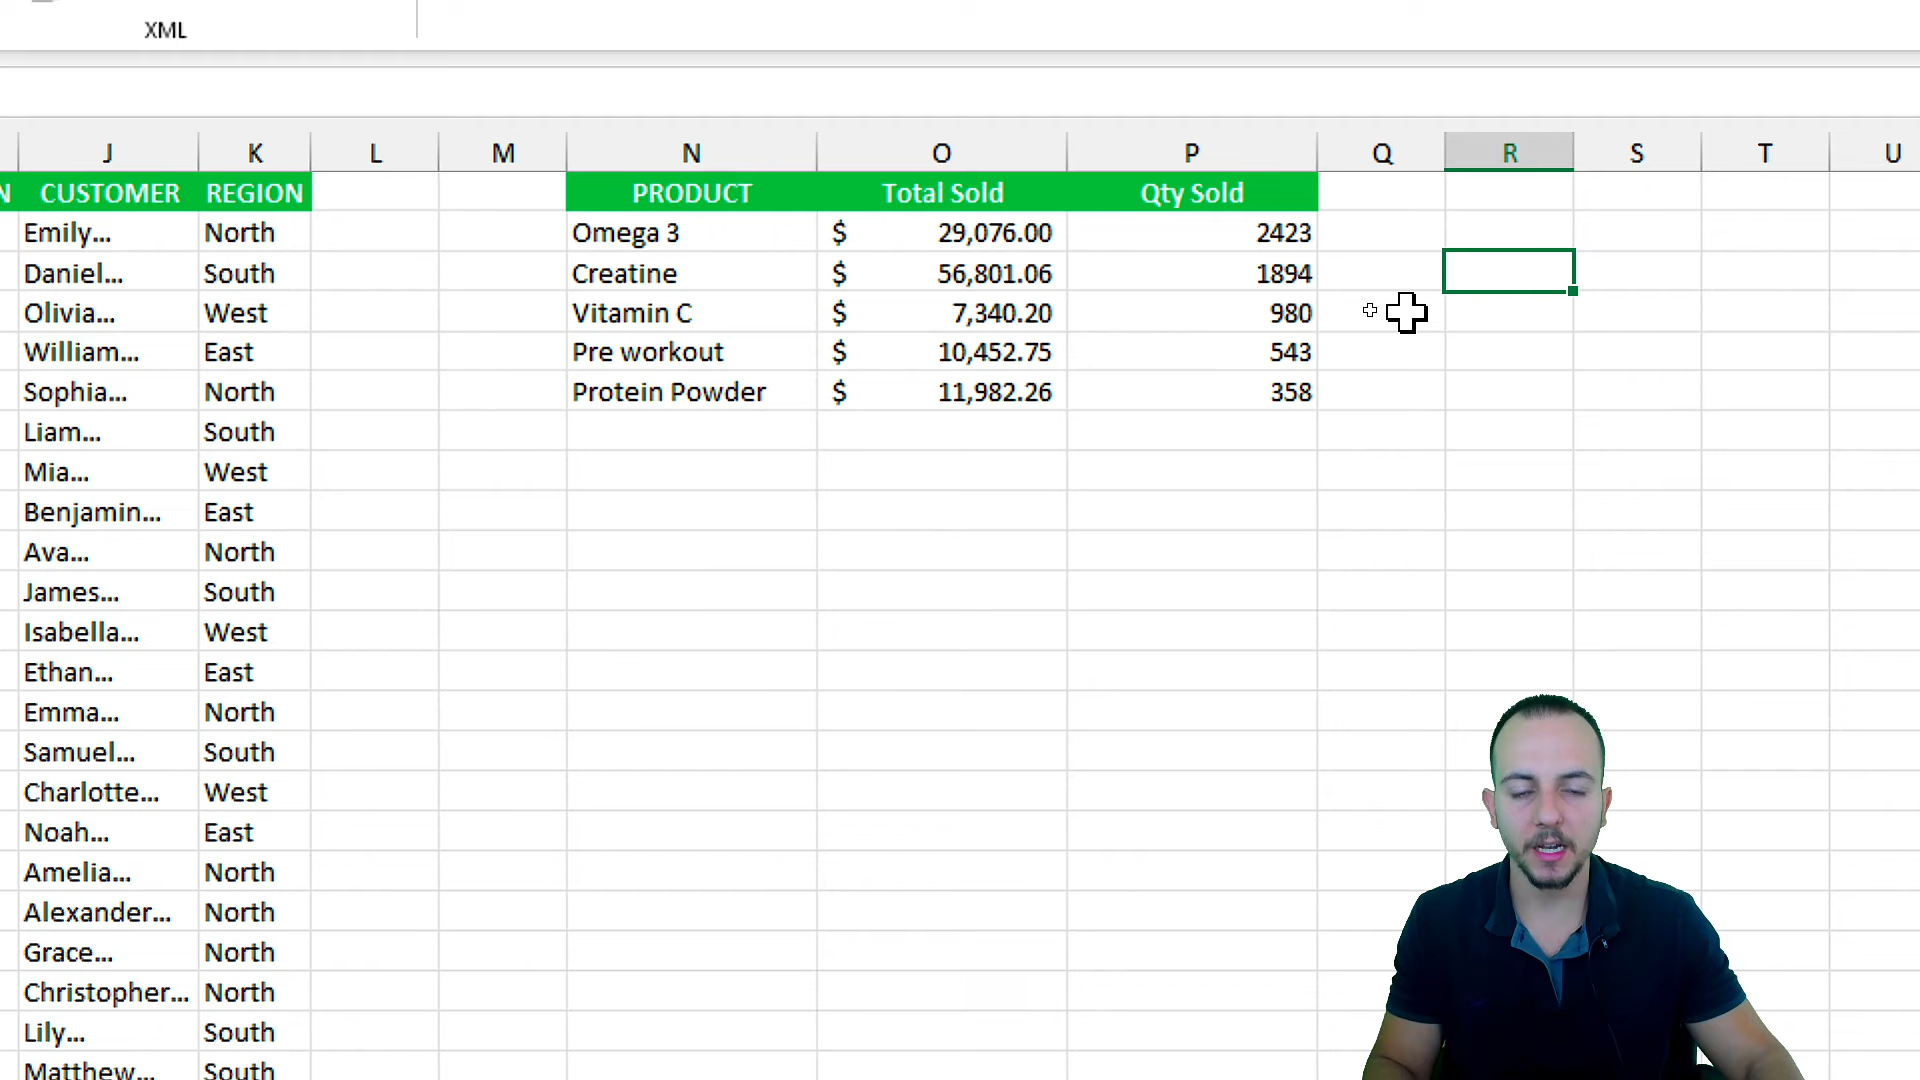 XML
J K L M N O P Q R S T U
N CUSTOMER REGION PRODUCT Total Sold Qty Sold
Emily... North Omega 3 $ 29,076.00 2423
Daniel... South Creatine $ 56,801.06 1894
Olivia... West Vitamin C $ 7,340.20 980
William... East Pre workout $ 10,452.75 543
Sophia... North Protein Powder $ 11,982.26 358
Liam... South
Mia... West
Benjamin... East
Ava... North
James... South
Isabella... West
Ethan... East
Emma... North
Samuel... South
Charlotte... West
Noah... East
Amelia... North
Alexander... North
Grace... North
Christopher... North
Lily... South
Matthew... South